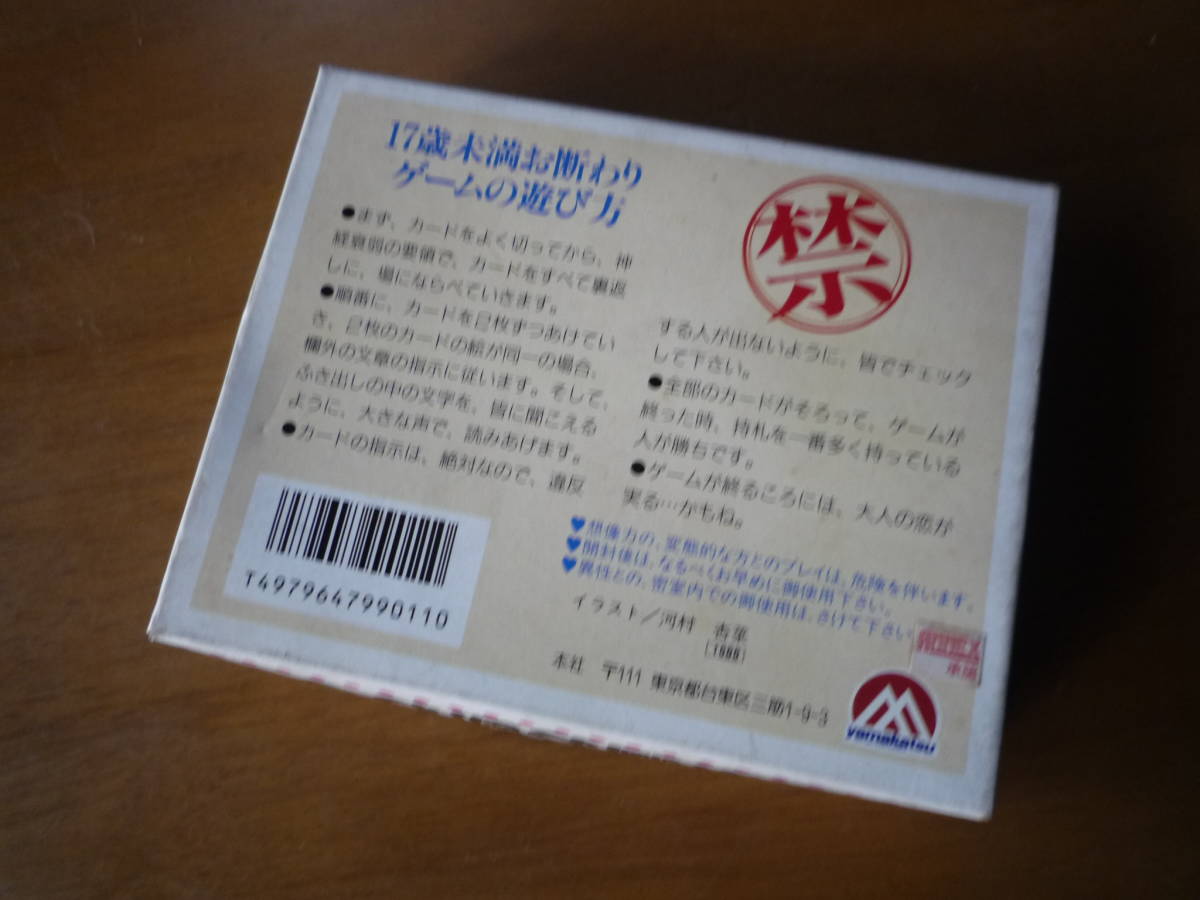 17歳未満お断わり
ゲームの遊び方
●まず、カードをよく切ってから、神
経衰弱の要領で、カードをすべて裏返
しに、場にならべていきます。
●順番に、カードを2枚ずつあけてい
き、2枚のカードの絵が同一の場合、
欄外の文章の指示に従います。そして、
ふき出しの中の文字を、皆に聞こえる
ように、大きな声で、読みあげます。
●カードの指示は、絶対なので、違反
禁
する人が出ないように、皆でチェック
して下さい。
●全部のカードがそろって、ゲームが
終った時、持札を一番多く持っている
人が勝ちです。
●ゲームが終るころには、大人の恋が
実る…かもね。
♥想像力の、変態的な方とのプレイは、危険を伴います。
♥開封後は、なるべくお早めに御使用下さい。
♥異性との、密室内での御使用は、さけて下さい
イラスト/河村 杏菜
本社 〒111 東京都台東区三筋1-9-3
T4979647990110
yamakatsu